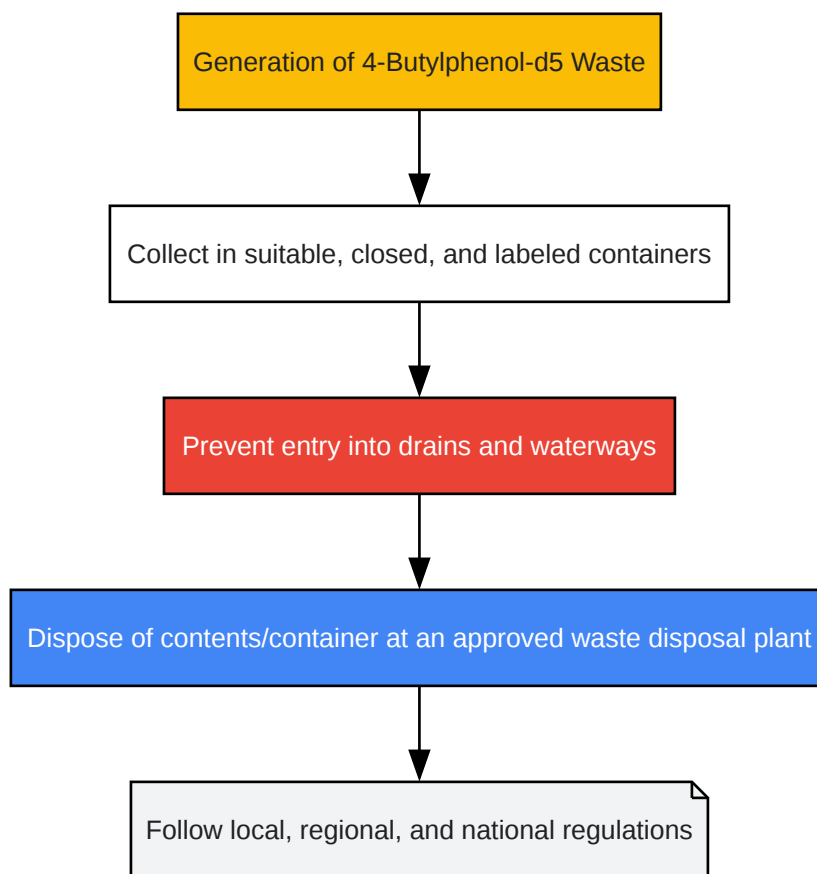 Generation of 4-Butylphenol-d5 Waste
Collect in suitable, closed, and labeled containers
Prevent entry into drains and waterways
Dispose of contents/container at an approved waste disposal plant
Follow local, regional, and national regulations